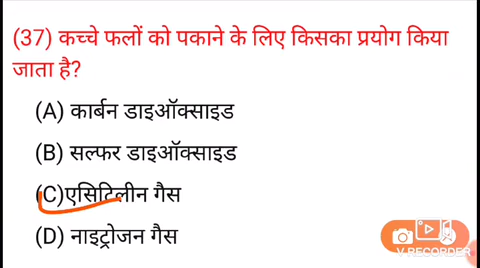 (37) कच्चे फलों को पकाने के लिए किसका प्रयोग किया
जाता है?
(A) कार्बन डाइऑक्साइड
(B) सल्फर डाइऑक्साइड
(C)एसिटिलीन गैस
(D) नाइट्रोजन गैस
V RECORDER